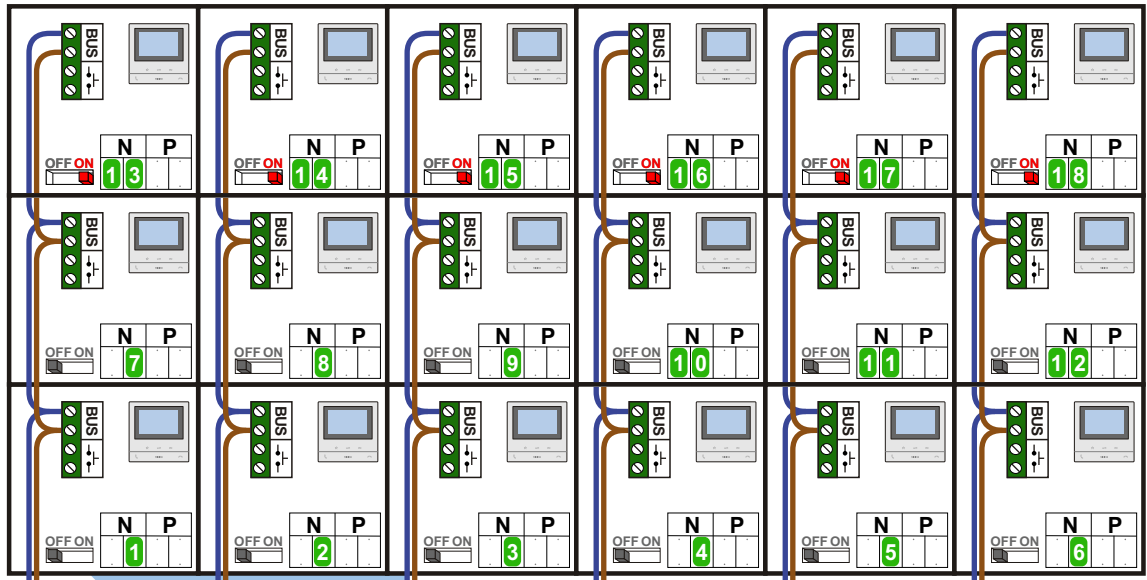 BUS BUS BUS BUS BUS BUS
N P N P N P N P N P N P
OFF ON 13 OFF ON 14 OFF ON 15 OFF ON 16 OFF ON 17 OFF ON 18
BUS BUS BUS BUS BUS BUS
N P N P N P N P N P N P
OFF ON 7 OFF ON 8 OFF ON 9 OFF ON 10 OFF ON 11 OFF ON 12
BUS BUS BUS BUS BUS BUS
N P N P N P N P N P N P
OFF ON 1 OFF ON 2 OFF ON 3 OFF ON 4 OFF ON 5 OFF ON 6